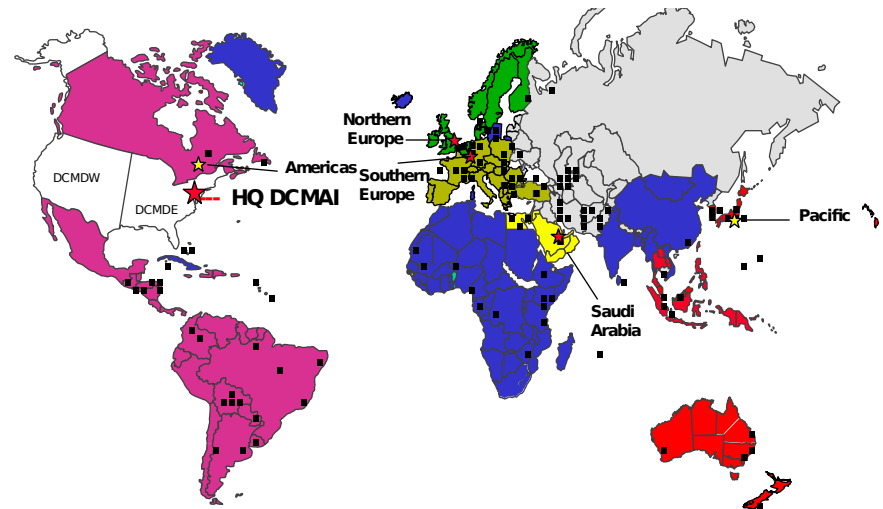 Northern
Europe
Americas
Southern
Europe
DCMDW
DCMDE
HQ DCMAI
Pacific
Saudi
Arabia